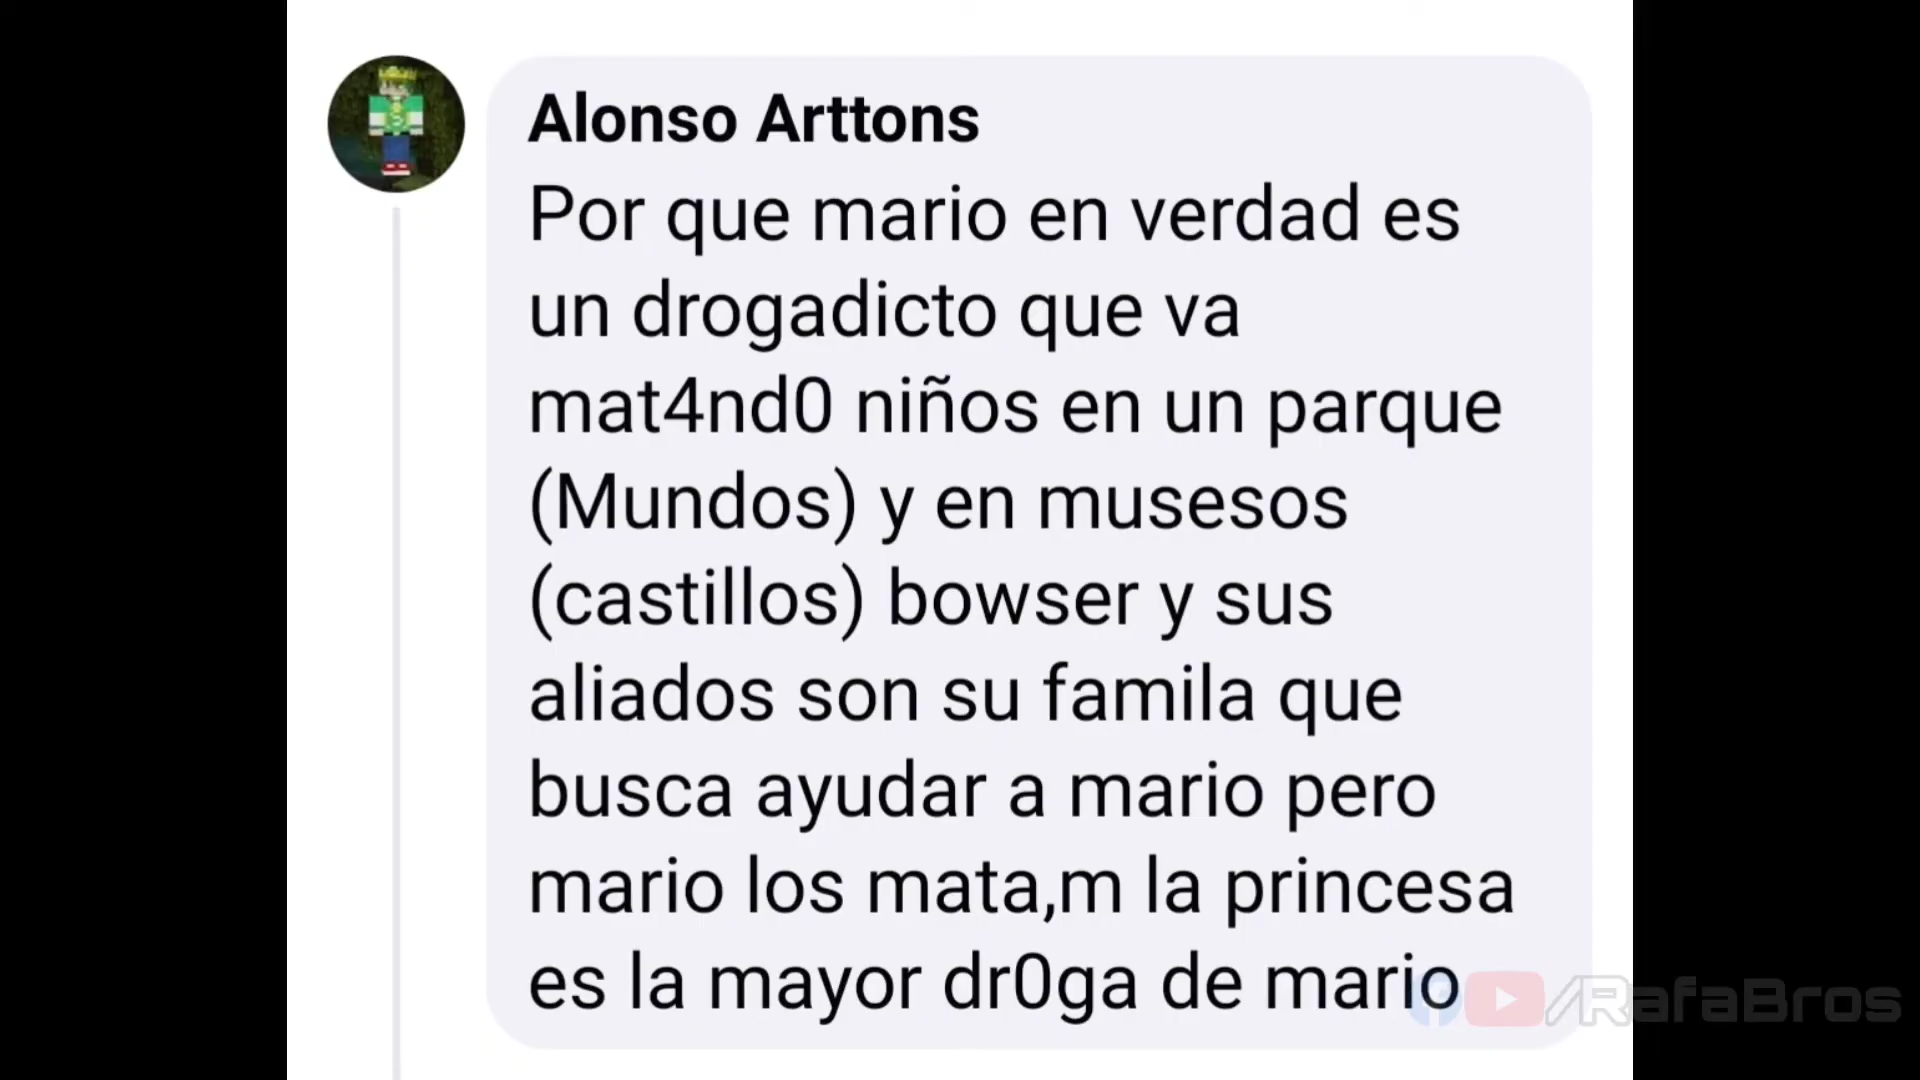 Alonso Arttons
Por que mario en verdad es
un drogadicto que va
mat4nd0 niños en un parque
(Mundos) y en musesos
(castillos) bowser y sus
aliados son su famila que
busca ayudar a mario pero
mario los mata,m la princesa
es la mayor dr0ga de mario
/RafaBros